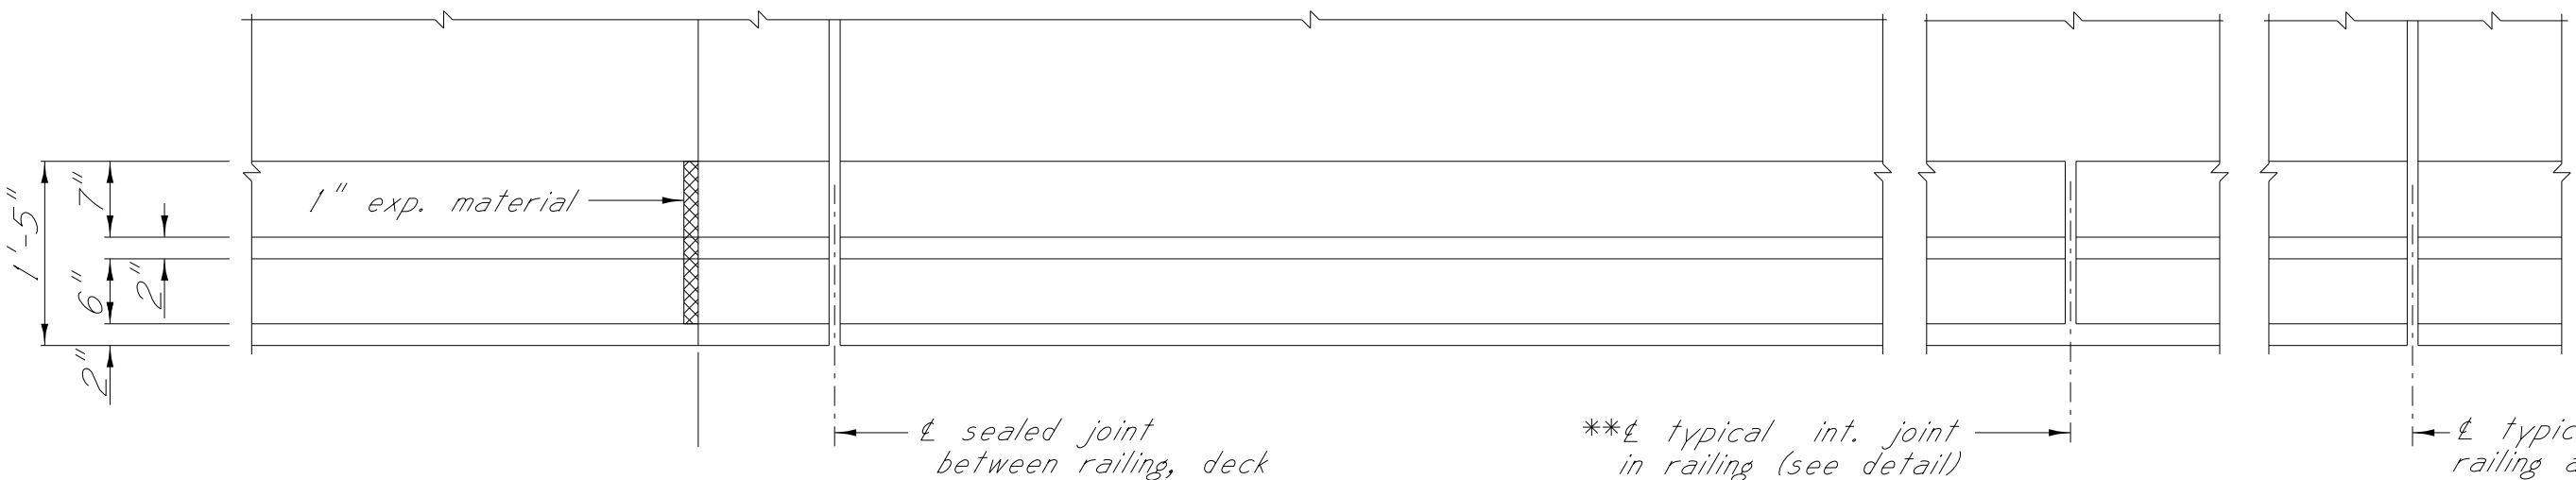 1'-5"
7"
6"
2"
2"
1" exp. material
℄ sealed joint
between railing, deck
**℄ typical int. joint
in railing (see detail)
℄
railing